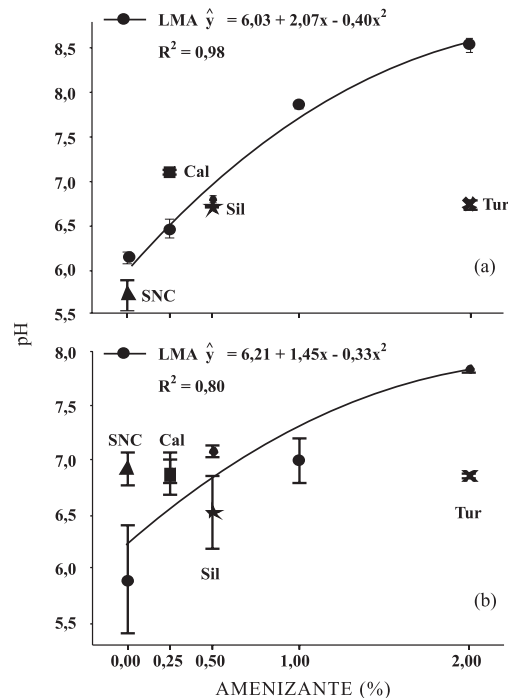 LMA ŷ = 6,03 + 2,07x - 0,40x²
R² = 0,98
8,5
8,0
7,5
7,0
6,5
6,0
5,5
Cal
Sil
Tur
SNC
(a)
pH
LMA ŷ = 6,21 + 1,45x - 0,33x²
R² = 0,80
8,0
7,5
7,0
6,5
6,0
5,5
SNC
Cal
Sil
Tur
(b)
0,00 0,25 0,50 1,00 2,00
AMENIZANTE (%)